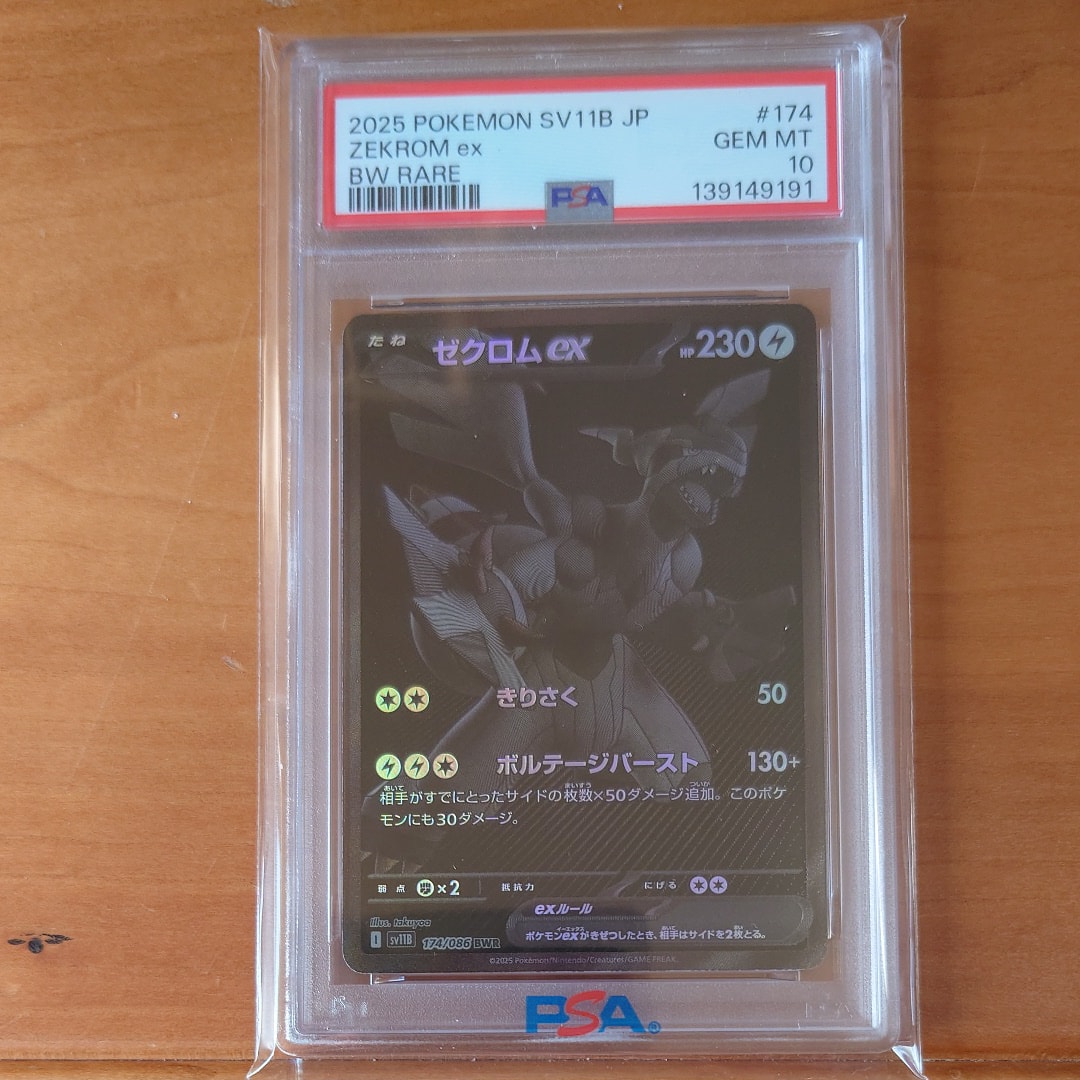 2025 POKEMON SV11B JP #174
ZEKROM ex GEM MT
BW RARE 10
PSA 139149191
たね ゼクロムex HP230
きりさく 50
ボルテージバースト 130+
相手がすでにとったサイドの枚数×50ダメージ追加。このポケ
モンにも30ダメージ。
弱点 ×2 抵抗力 にげる
exルール
ポケモンexがきぜつしたとき、相手はサイドを2枚とる。
illus. takuyoa
I SV11B 174/086 BWR
©2025 Pokémon/Nintendo/Creatures/GAME FREAK.
PSA®